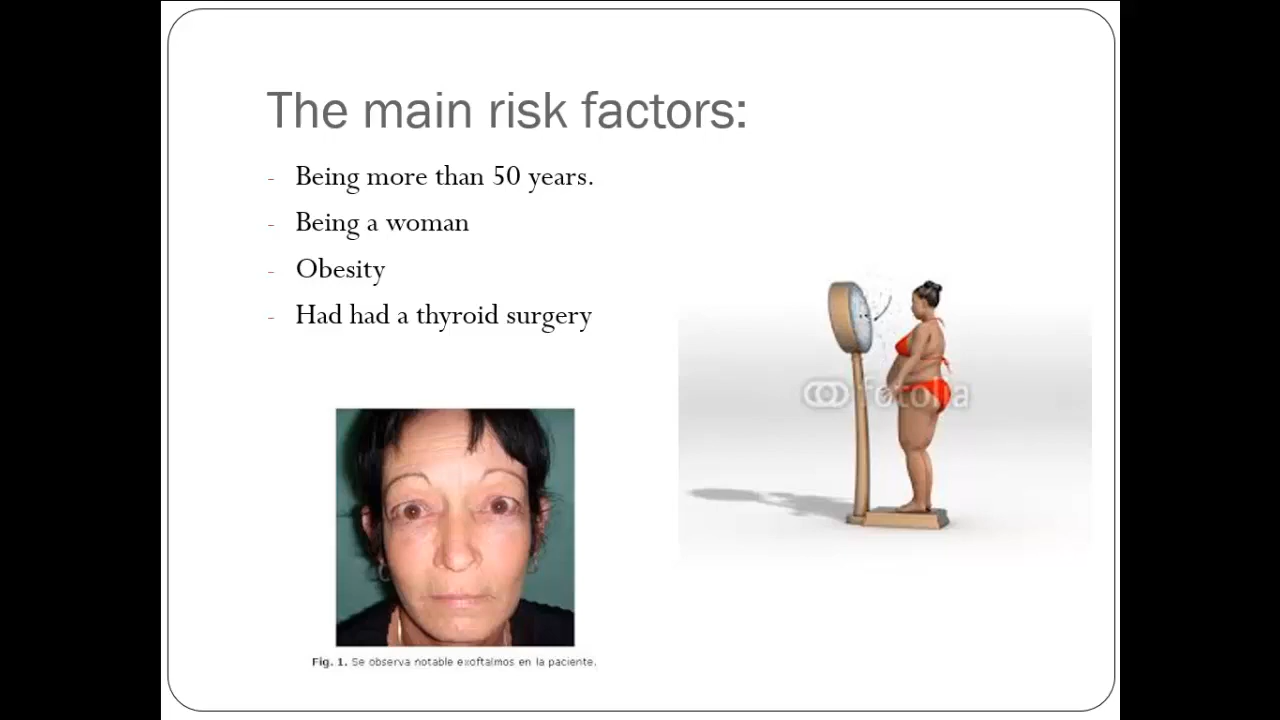 The main risk factors:
- Being more than 50 years.
- Being a woman
- Obesity
- Had had a thyroid surgery
fotolia
Fig. 1. Se observa notable exoftalmos en la paciente.